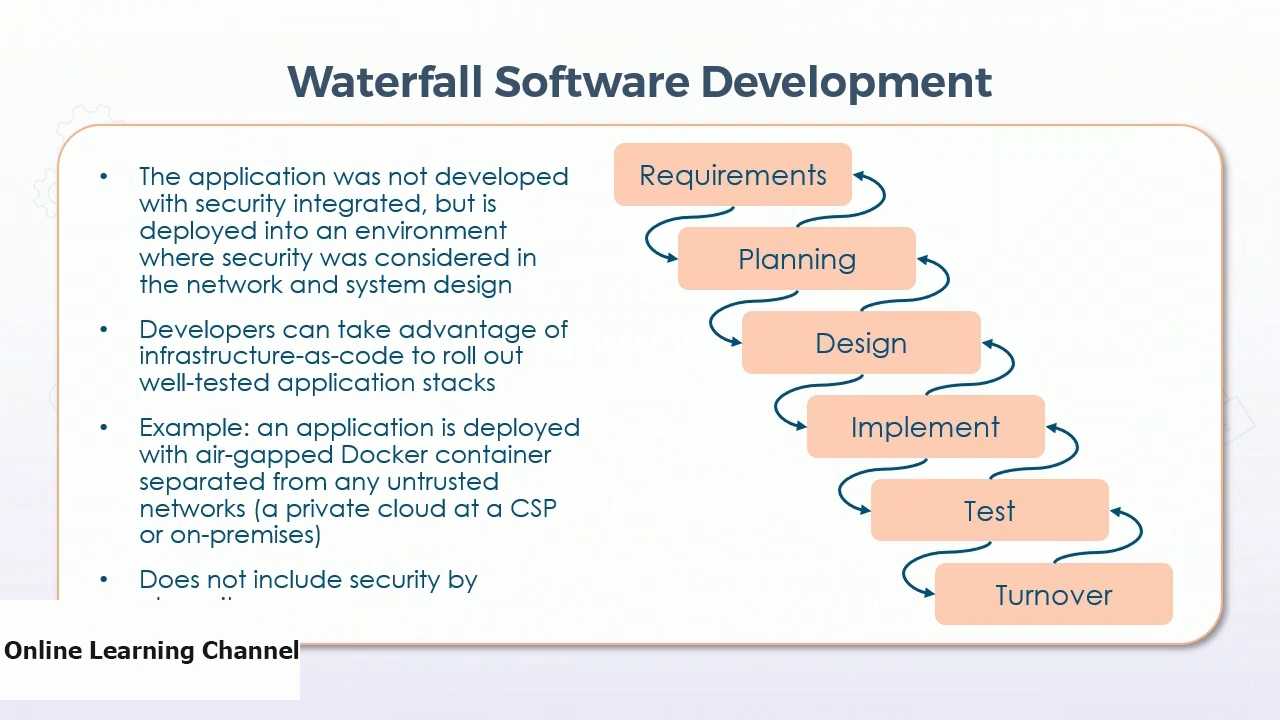 Waterfall Software Development
• The application was not developed
with security integrated, but is
deployed into an environment
where security was considered in
the network and system design
• Developers can take advantage of
infrastructure-as-code to roll out
well-tested application stacks
• Example: an application is deployed
with air-gapped Docker container
separated from any untrusted
networks (a private cloud at a CSP
or on-premises)
• Does not include security by
Requirements
Planning
Design
Implement
Test
Turnover
Online Learning Channel